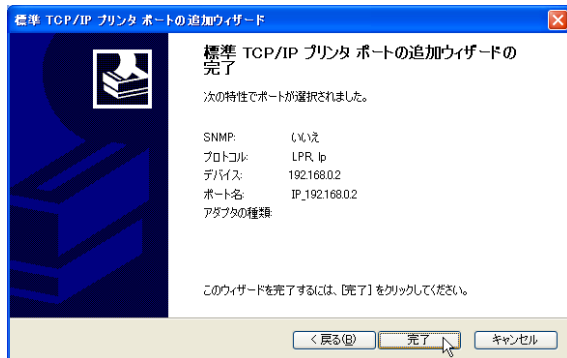 標準 TCP/IP プリンタ ポートの追加ウィザード
標準 TCP/IP プリンタ ポートの追加ウィザードの
完了
次の特性でポートが選択されました。
SNMP: いいえ
プロトコル: LPR, lp
デバイス: 192.168.0.2
ポート名: IP_192.168.0.2
アダプタの種類:
このウィザードを完了するには、[完了] をクリックしてください。
< 戻る(B) 完了 キャンセル